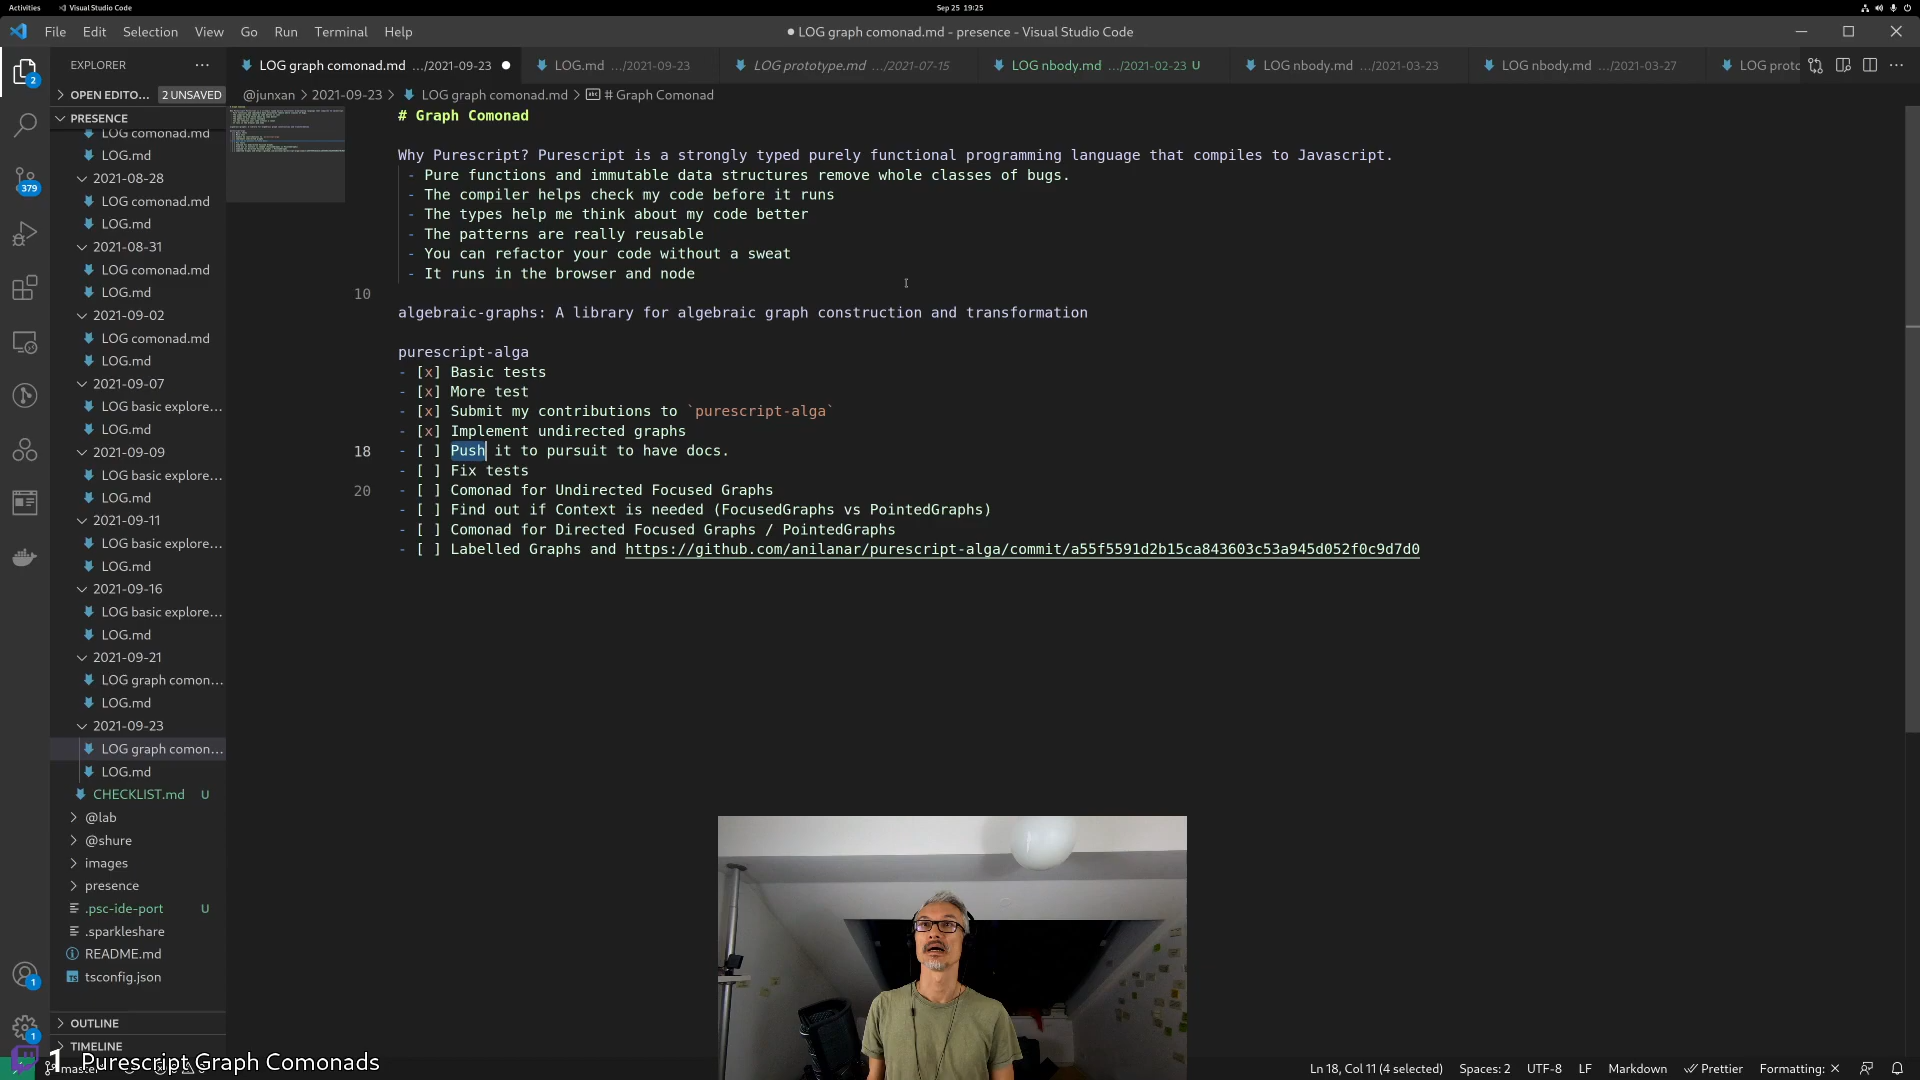 Activities
Visual Studio Code
Sep 25 19:25
File Edit Selection View Go Run Terminal Help
● LOG graph comonad.md - presence - Visual Studio Code
EXPLORER
LOG graph comonad.md .../2021-09-23
LOG.md .../2021-09-23
LOG prototype.md .../2021-07-15
LOG nbody.md .../2021-02-23 U
LOG nbody.md .../2021-03-23
LOG nbody.md .../2021-03-27
LOG proto
OPEN EDITO... 2 UNSAVED
@junxan > 2021-09-23 > LOG graph comonad.md > # Graph Comonad
PRESENCE
LOG comonad.md
LOG.md
2021-08-28
LOG comonad.md
LOG.md
2021-08-31
LOG comonad.md
LOG.md
2021-09-02
LOG comonad.md
LOG.md
2021-09-07
LOG basic explore...
LOG.md
2021-09-09
LOG basic explore...
LOG.md
2021-09-11
LOG basic explore...
LOG.md
2021-09-16
LOG basic explore...
LOG.md
2021-09-21
LOG graph comon...
LOG.md
2021-09-23
LOG graph comon...
LOG.md
CHECKLIST.md U
@lab
@shure
images
presence
.psc-ide-port U
.sparkleshare
README.md
tsconfig.json
OUTLINE
TIMELINE
2
379
1
1
# Graph Comonad
Why Purescript? Purescript is a strongly typed purely functional programming language that compiles to Javascript.
- Pure functions and immutable data structures remove whole classes of bugs.
- The compiler helps check my code before it runs
- The types help me think about my code better
- The patterns are really reusable
- You can refactor your code without a sweat
- It runs in the browser and node
10
algebraic-graphs: A library for algebraic graph construction and transformation
purescript-alga
- [x] Basic tests
- [x] More test
- [x] Submit my contributions to `purescript-alga`
- [x] Implement undirected graphs
18 - [ ] Push it to pursuit to have docs.
- [ ] Fix tests
20 - [ ] Comonad for Undirected Focused Graphs
- [ ] Find out if Context is needed (FocusedGraphs vs PointedGraphs)
- [ ] Comonad for Directed Focused Graphs / PointedGraphs
- [ ] Labelled Graphs and https://github.com/anilanar/purescript-alga/commit/a55f5591d2b15ca843603c53a945d052f0c9d7d0
1 Purescript Graph Comonads
master
Ln 18, Col 11 (4 selected) Spaces: 2 UTF-8 LF Markdown Prettier Formatting: ×